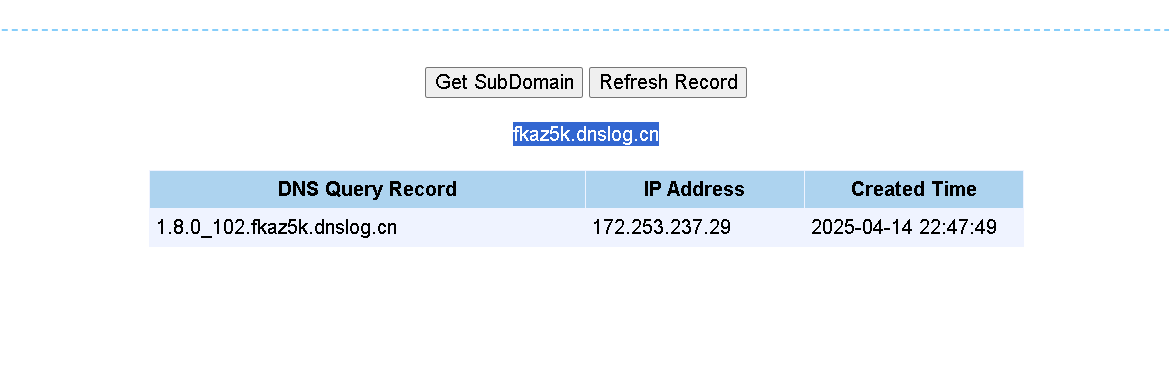 Get SubDomain Refresh Record
fkaz5k.dnslog.cn
DNS Query Record IP Address Created Time
1.8.0_102.fkaz5k.dnslog.cn 172.253.237.29 2025-04-14 22:47:49